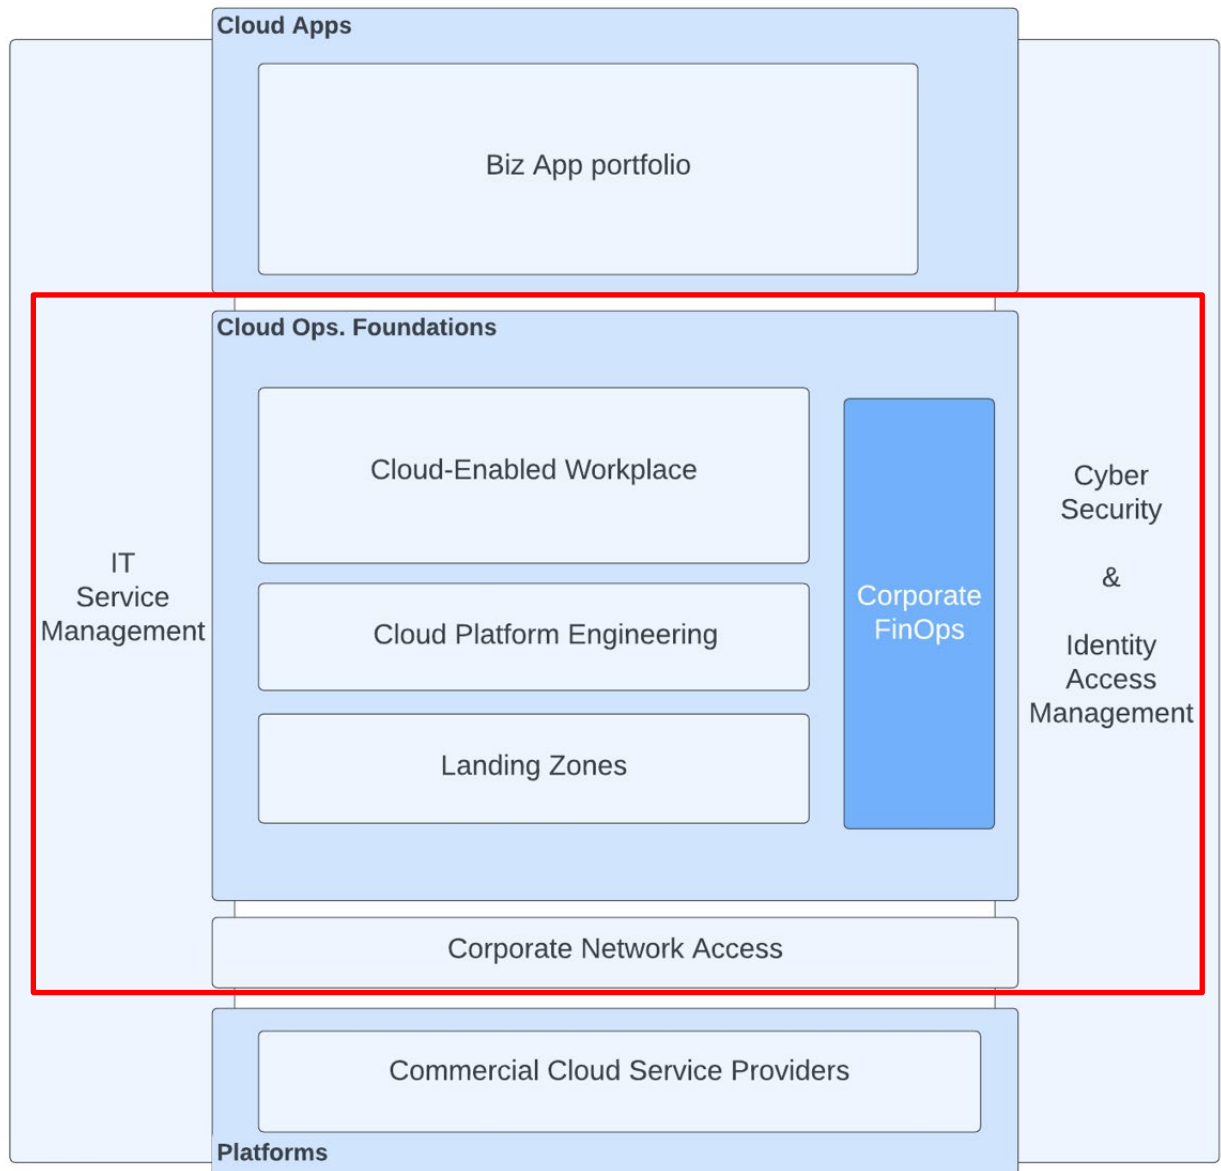 Cloud Apps
Biz App portfolio
Cloud Ops. Foundations
Cloud-Enabled Workplace
Cloud Platform Engineering
Landing Zones
Corporate
FinOps
IT
Service
Management
Cyber
Security
&
Identity
Access
Management
Corporate Network Access
Commercial Cloud Service Providers
Platforms